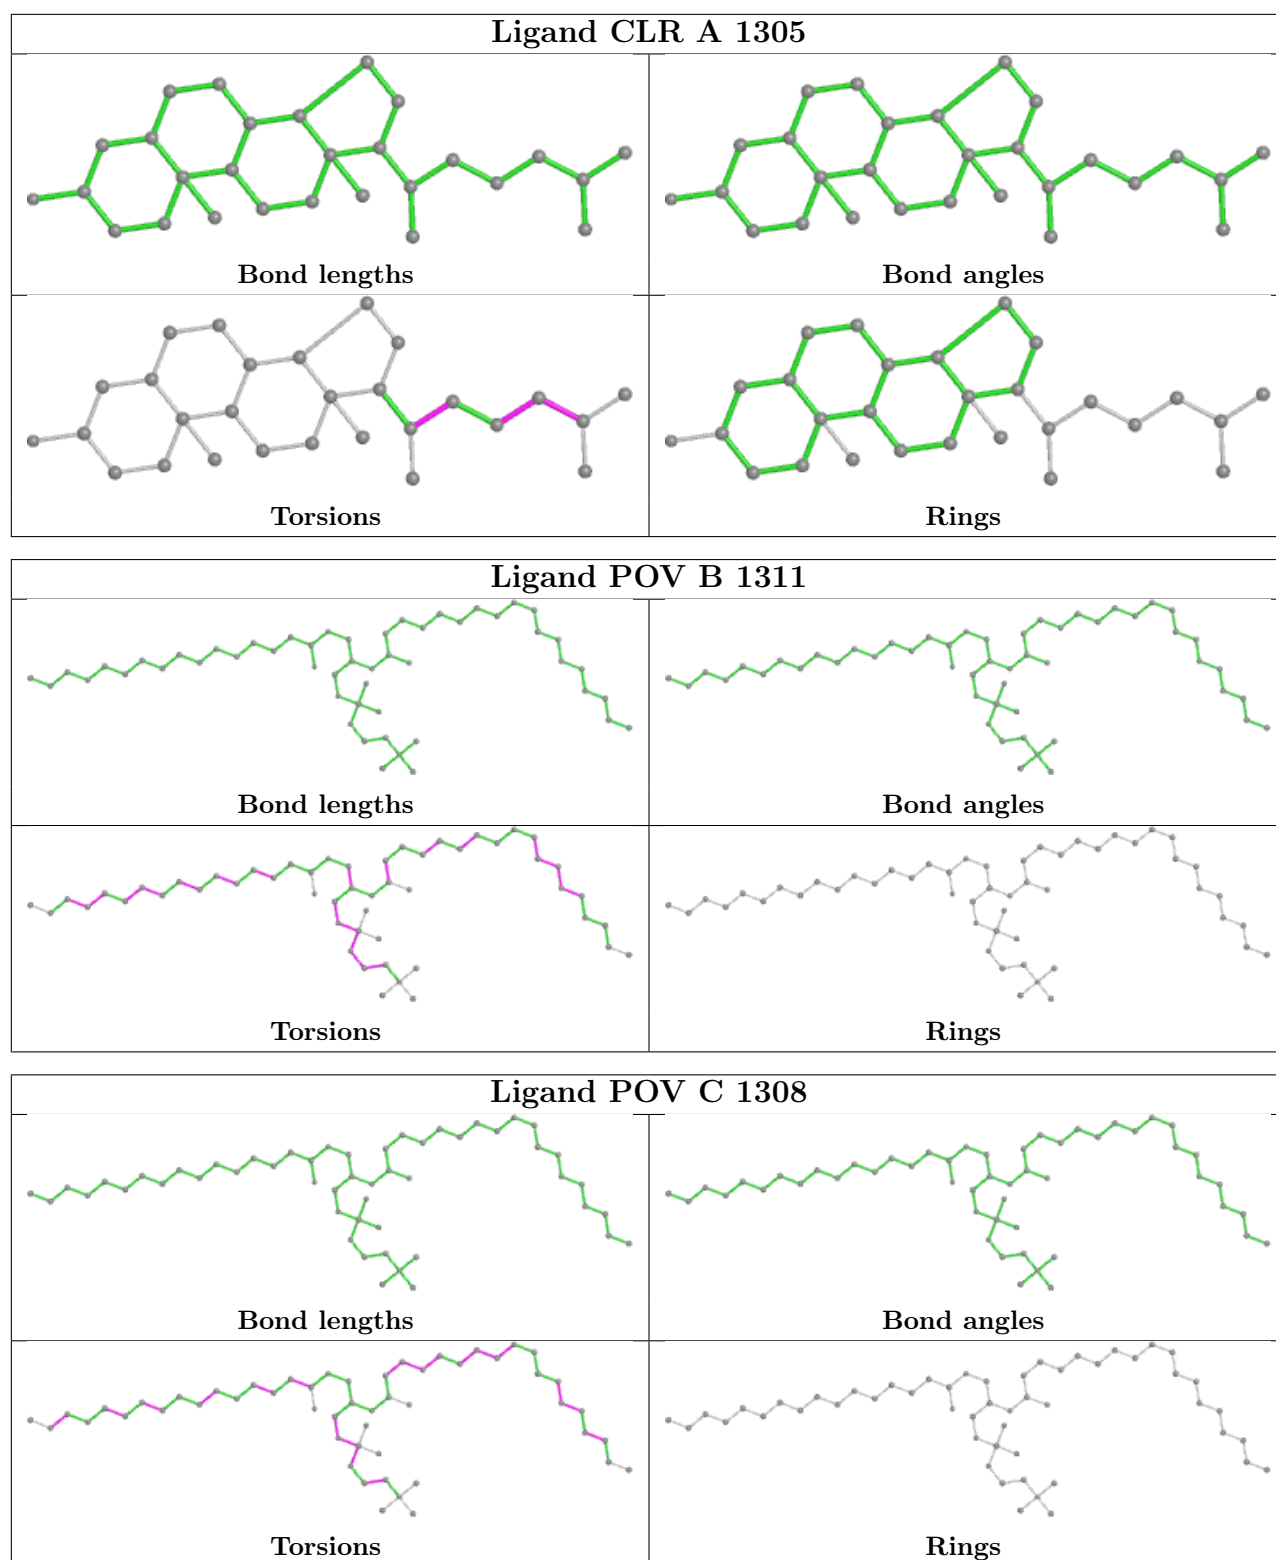 Ligand CLR A 1305
Bond lengths
Bond angles
Torsions
Rings
Ligand POV B 1311
Bond lengths
Bond angles
Torsions
Rings
Ligand POV C 1308
Bond lengths
Bond angles
Torsions
Rings